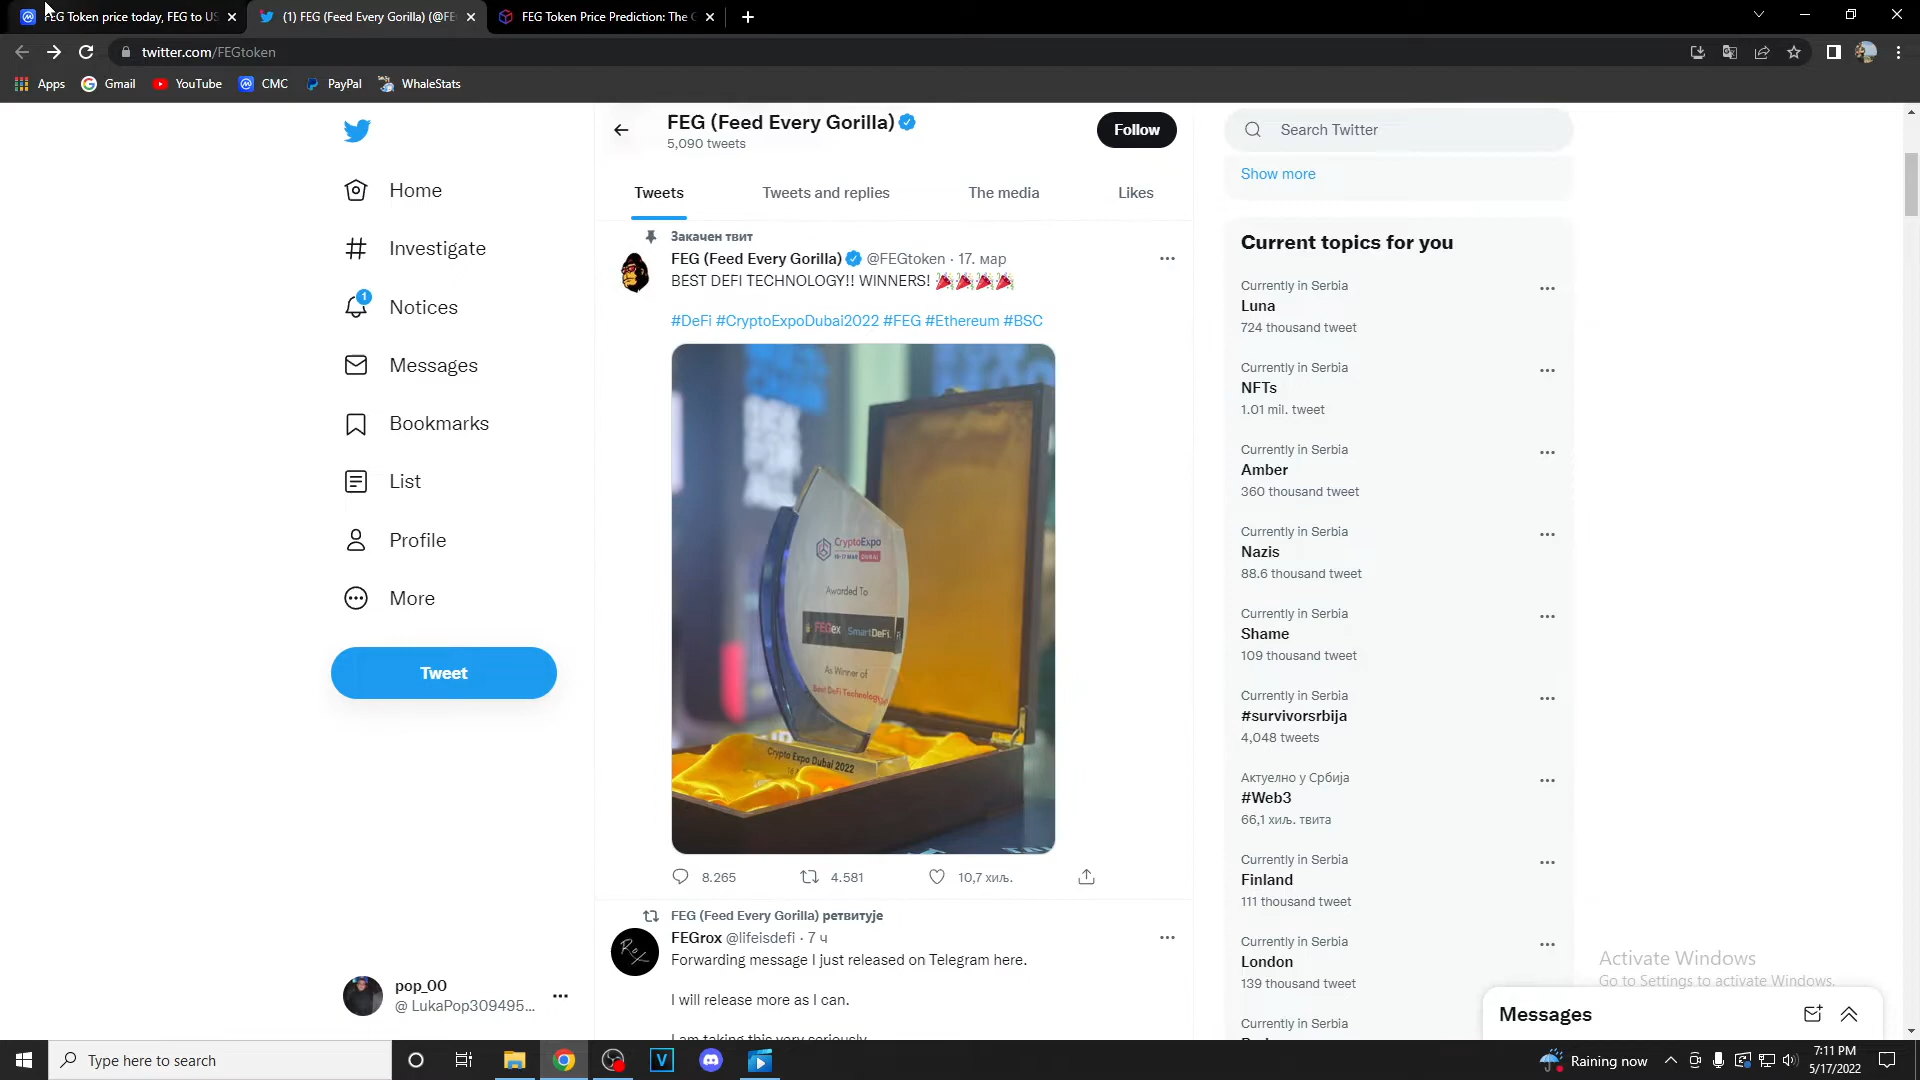 FEG Token price today, FEG to US
(1) FEG (Feed Every Gorilla) (@FE
FEG Token Price Prediction: The
twitter.com/FEGtoken
Apps
Gmail
YouTube
CMC
PayPal
WhaleStats
FEG (Feed Every Gorilla)
5,090 tweets
Follow
Search Twitter
Show more
Home
Investigate
1
Notices
Messages
Bookmarks
List
Profile
More
Tweet
pop_00
@ LukaPop309495...
Tweets
Tweets and replies
The media
Likes
Закачен твит
FEG (Feed Every Gorilla) @FEGtoken · 17. мар
BEST DEFI TECHNOLOGY!! WINNERS!
#DeFi #CryptoExpoDubai2022 #FEG #Ethereum #BSC
CryptoExpo
DUBAI
Awarded To
FEGex SmartDeFi
As Winner of
Best DeFi Technology
Crypto Expo Dubai 2022
8.265
4.581
10,7 хиљ.
FEG (Feed Every Gorilla) ретвитује
FEGrox @lifeisdefi · 7 ч
Rox
Forwarding message I just released on Telegram here.
I will release more as I can.
I am taking this very seriously
Current topics for you
Currently in Serbia
Luna
724 thousand tweet
Currently in Serbia
NFTs
1.01 mil. tweet
Currently in Serbia
Amber
360 thousand tweet
Currently in Serbia
Nazis
88.6 thousand tweet
Currently in Serbia
Shame
109 thousand tweet
Currently in Serbia
#survivorsrbija
4,048 tweets
Актуелно у Србија
#Web3
66,1 хиљ. твита
Currently in Serbia
Finland
111 thousand tweet
Currently in Serbia
London
139 thousand tweet
Currently in Serbia
Activate Windows
Go to Settings to activate Windows.
Messages
Type here to search
V
Raining now
7:11 PM
5/17/2022